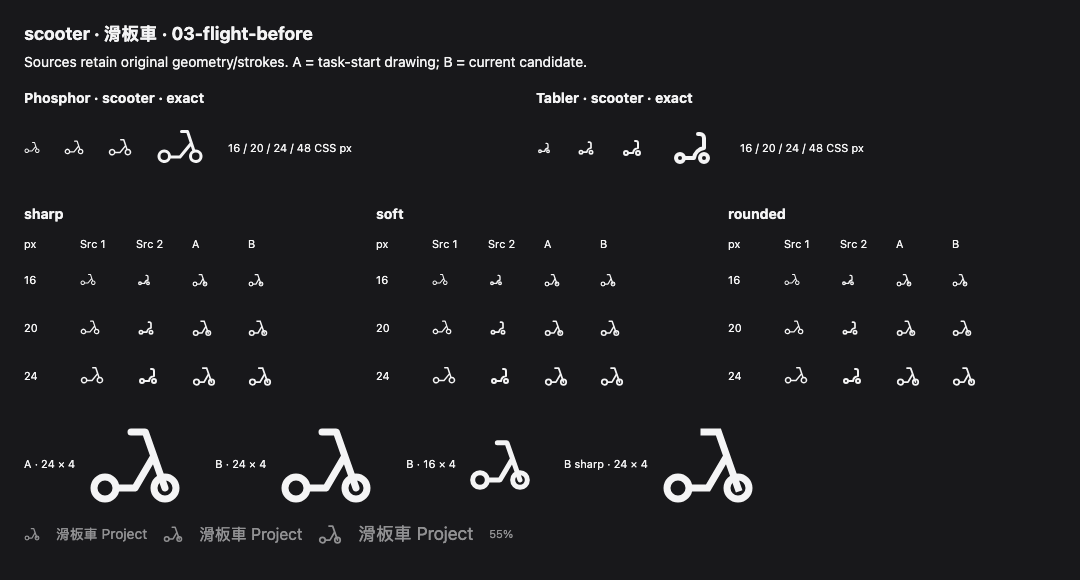 scooter · 滑板車 · 03-flight-before
Sources retain original geometry/strokes. A = task-start drawing; B = current candidate.
Phosphor · scooter · exact
Tabler · scooter · exact
16 / 20 / 24 / 48 CSS px
16 / 20 / 24 / 48 CSS px
sharp
soft
rounded
px Src 1 Src 2 A B
px Src 1 Src 2 A B
px Src 1 Src 2 A B
16
16
16
20
20
20
24
24
24
A · 24 × 4
B · 24 × 4
B · 16 × 4
B sharp · 24 × 4
滑板車 Project
滑板車 Project
滑板車 Project
55%